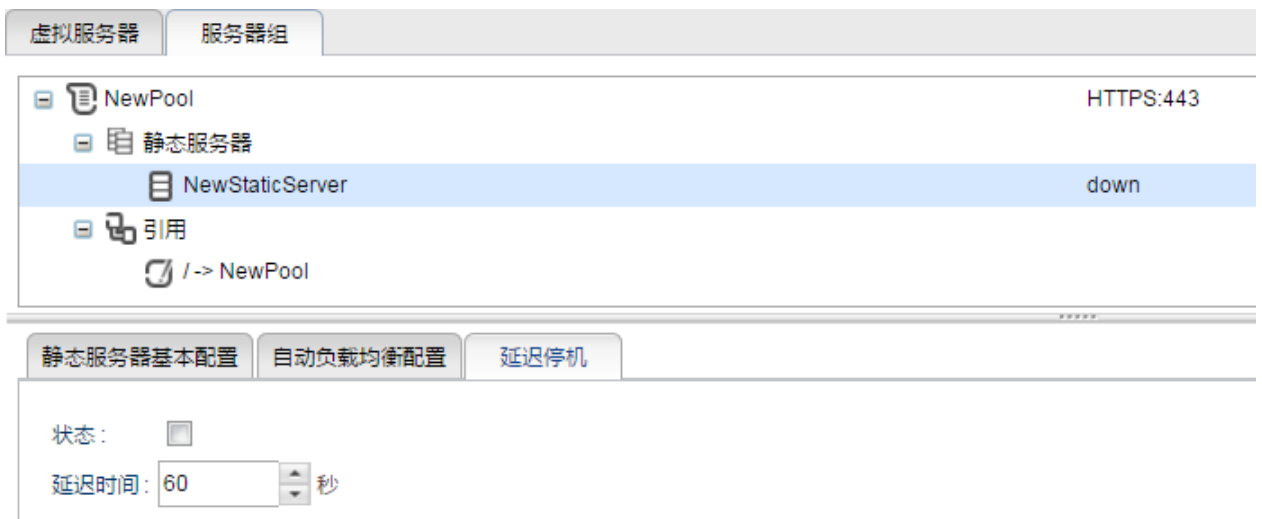 虚拟服务器 服务器组
NewPool HTTPS:443
静态服务器
NewStaticServer down
引用
/ -> NewPool
静态服务器基本配置 自动负载均衡配置 延迟停机
状态:
延迟时间: 60 秒